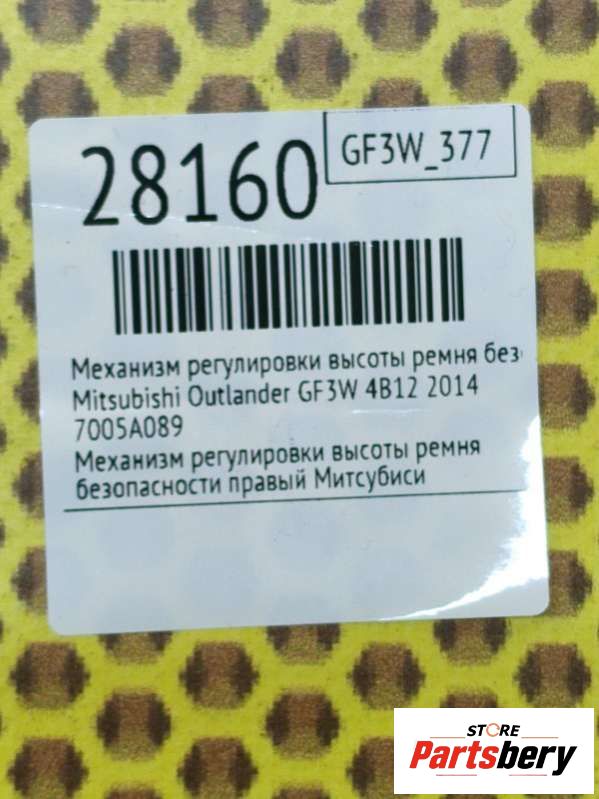 28160
GF3W_377
Механизм регулировки высоты ремня без
Mitsubishi Outlander GF3W 4B12 2014
7005A089
Механизм регулировки высоты ремня
безопасности правый Митсубиси
STORE
Partsbery